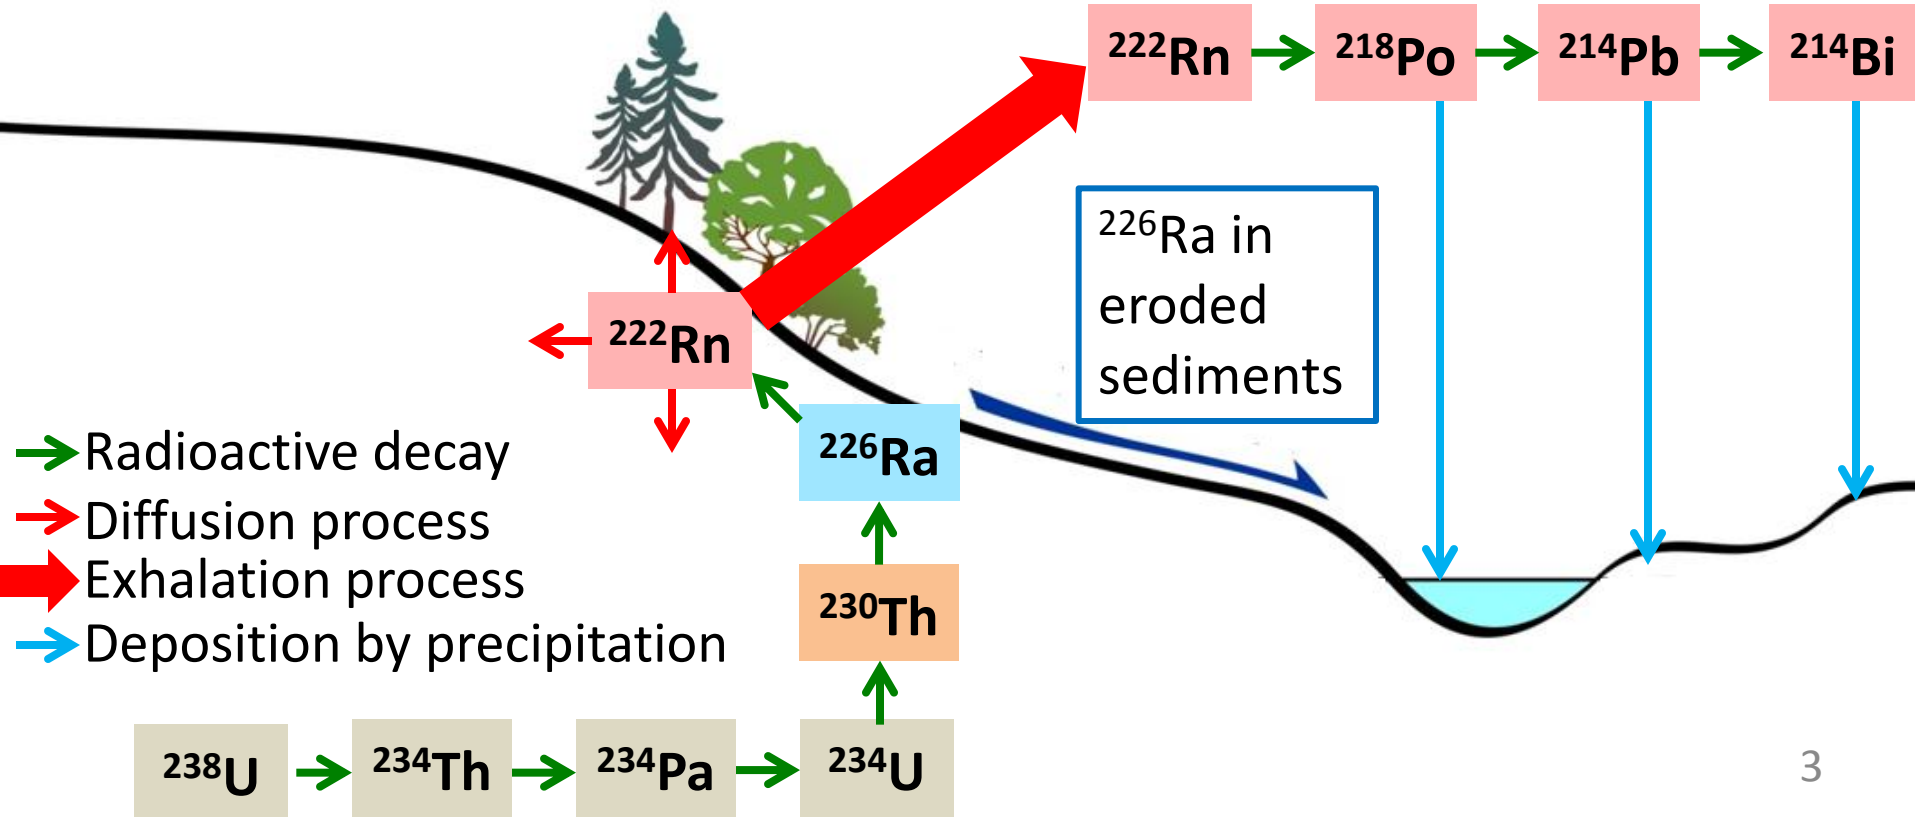 ²²²Rn
²¹⁸Po
²¹⁴Pb
²¹⁴Bi
²²⁶Ra in
eroded
sediments
²²²Rn
²²⁶Ra
Radioactive decay
Diffusion process
Exhalation process
Deposition by precipitation
²³⁰Th
²³⁸U
²³⁴Th
²³⁴Pa
²³⁴U
3